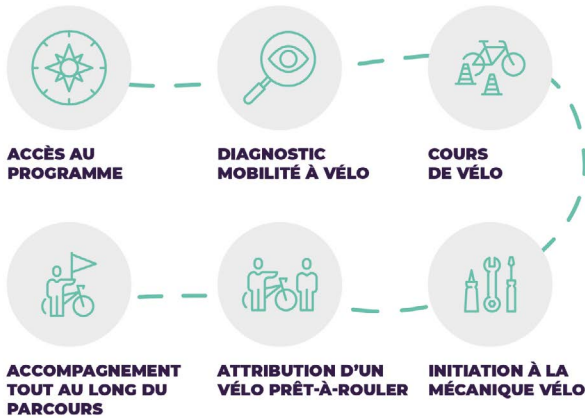 ACCÈS AU
PROGRAMME
DIAGNOSTIC
MOBILITÉ À VÉLO
COURS
DE VÉLO
INITIATION À LA
MÉCANIQUE VÉLO
ATTRIBUTION D'UN
VÉLO PRÊT-À-ROULER
ACCOMPAGNEMENT
TOUT AU LONG DU
PARCOURS